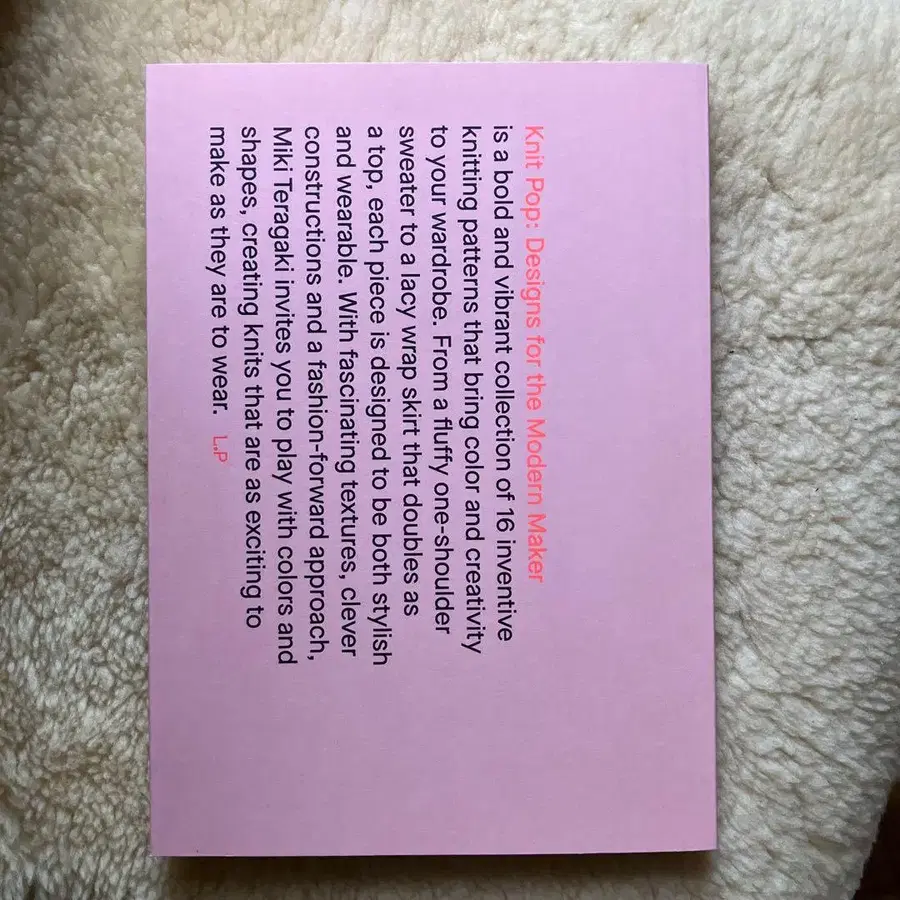 Knit Pop: Designs for the Modern Maker
is a bold and vibrant collection of 16 inventive
knitting patterns that bring color and creativity
to your wardrobe. From a fluffy one-shoulder
sweater to a lacy wrap skirt that doubles as
a top, each piece is designed to be both stylish
and wearable. With fascinating textures, clever
constructions and a fashion-forward approach,
Miki Teragaki invites you to play with colors and
shapes, creating knits that are as exciting to
make as they are to wear. L.P